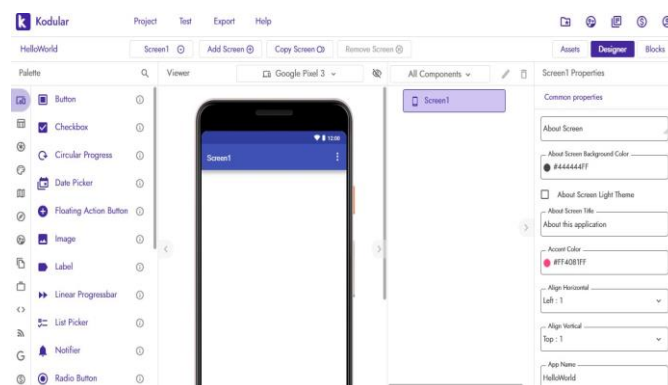 Kodular Project Test Export Help
HelloWorld Screen1 Add Screen Copy Screen Remove Screen Assets Designer Blocks
Palette Viewer Google Pixel 3 All Components Screen1 Properties
Button
Checkbox
Circular Progress
Date Picker
Floating Action Button
Image
Label
Linear Progressbar
List Picker
Notifier
Radio Button
12:00
Screen1
Screen1
Common properties
About Screen
About Screen Background Color
#444444FF
About Screen Light Theme
About Screen Title
About this application
Accent Color
#FF4081FF
Align Horizontal
Left : 1
Align Vertical
Top : 1
App Name
HelloWorld